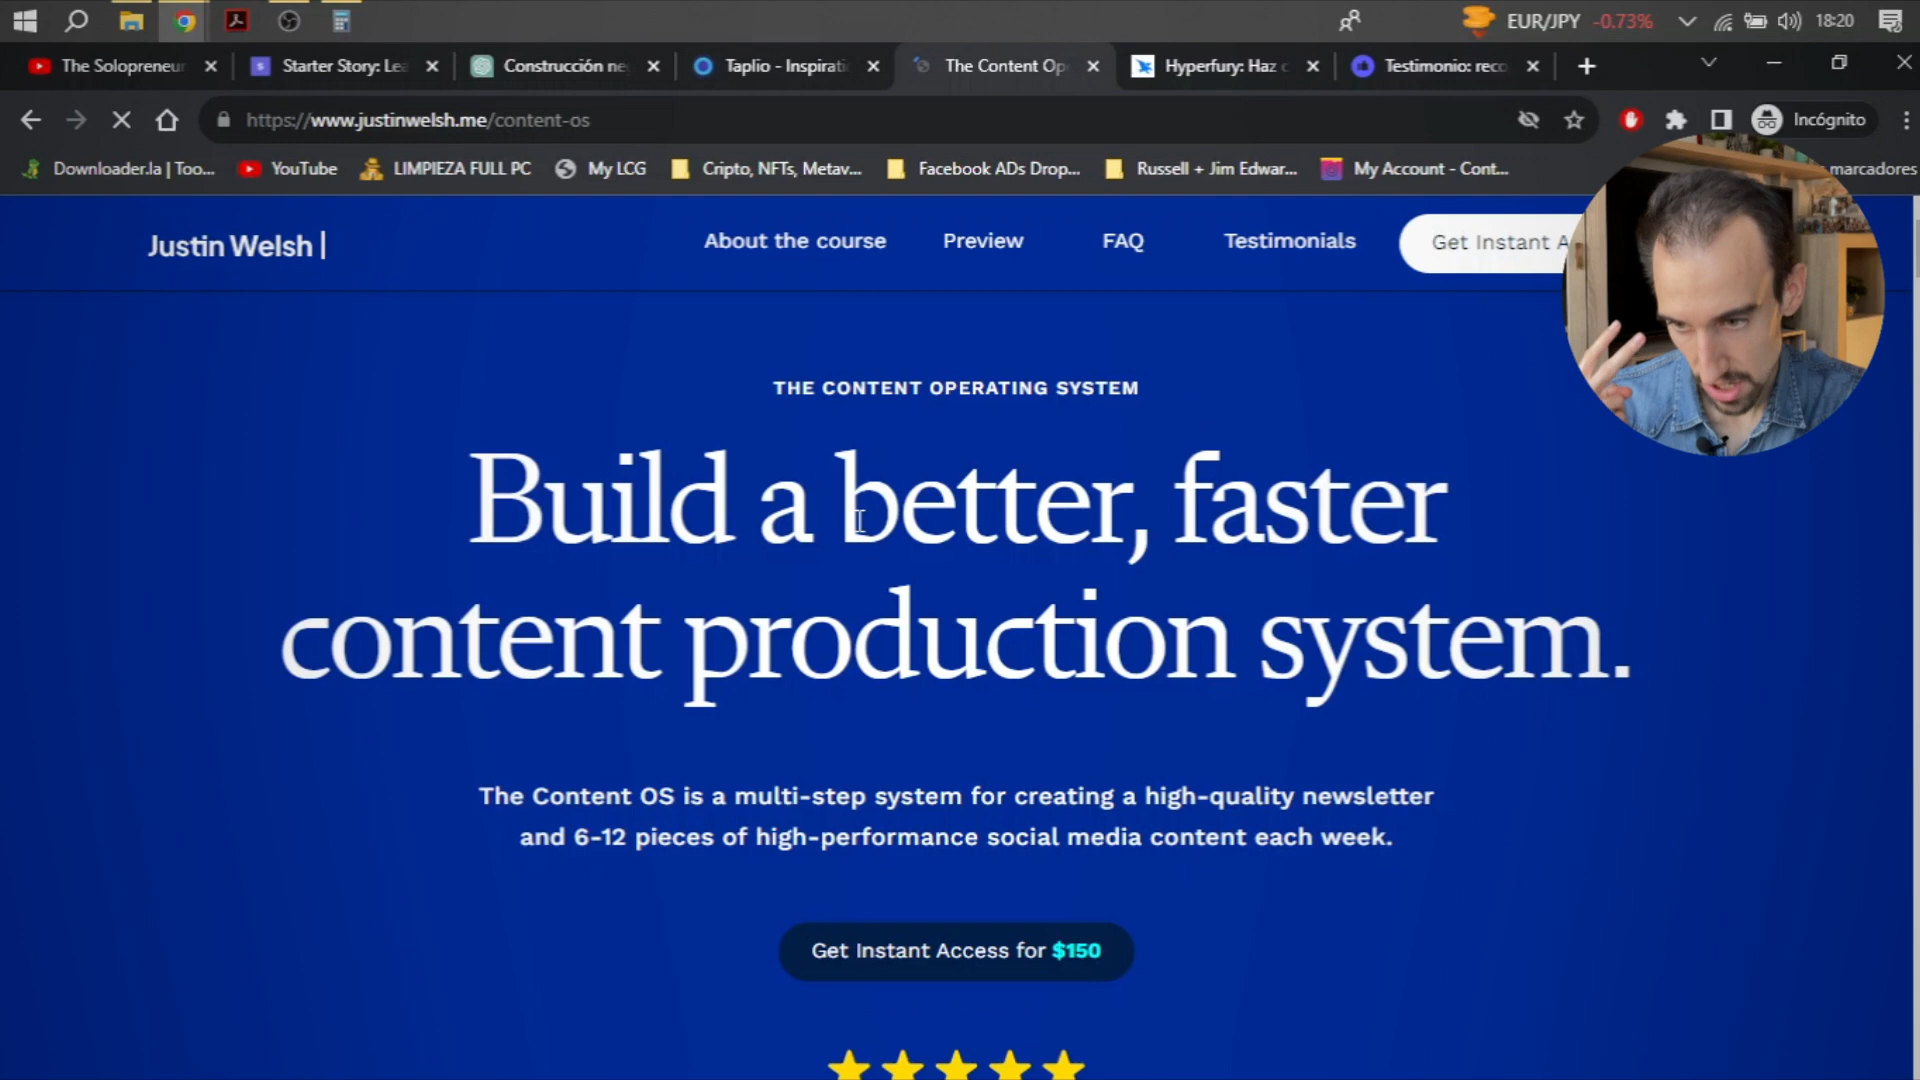 EUR/JPY -0.73% 18:20
The Solopreneur
Starter Story: Lea
Construcción ne
Taplio - Inspirati
The Content Op
Hyperfury: Haz
Testimonio: reco
https://www.justinwelsh.me/content-os
Incógnito
Downloader.la | Too...
YouTube
LIMPIEZA FULL PC
My LCG
Cripto, NFTs, Metav...
Facebook ADs Drop...
Russell + Jim Edwar...
My Account - Cont...
marcadores
Justin Welsh |
About the course
Preview
FAQ
Testimonials
Get Instant A
THE CONTENT OPERATING SYSTEM
Build a better, faster
content production system.
The Content OS is a multi-step system for creating a high-quality newsletter
and 6-12 pieces of high-performance social media content each week.
Get Instant Access for $150